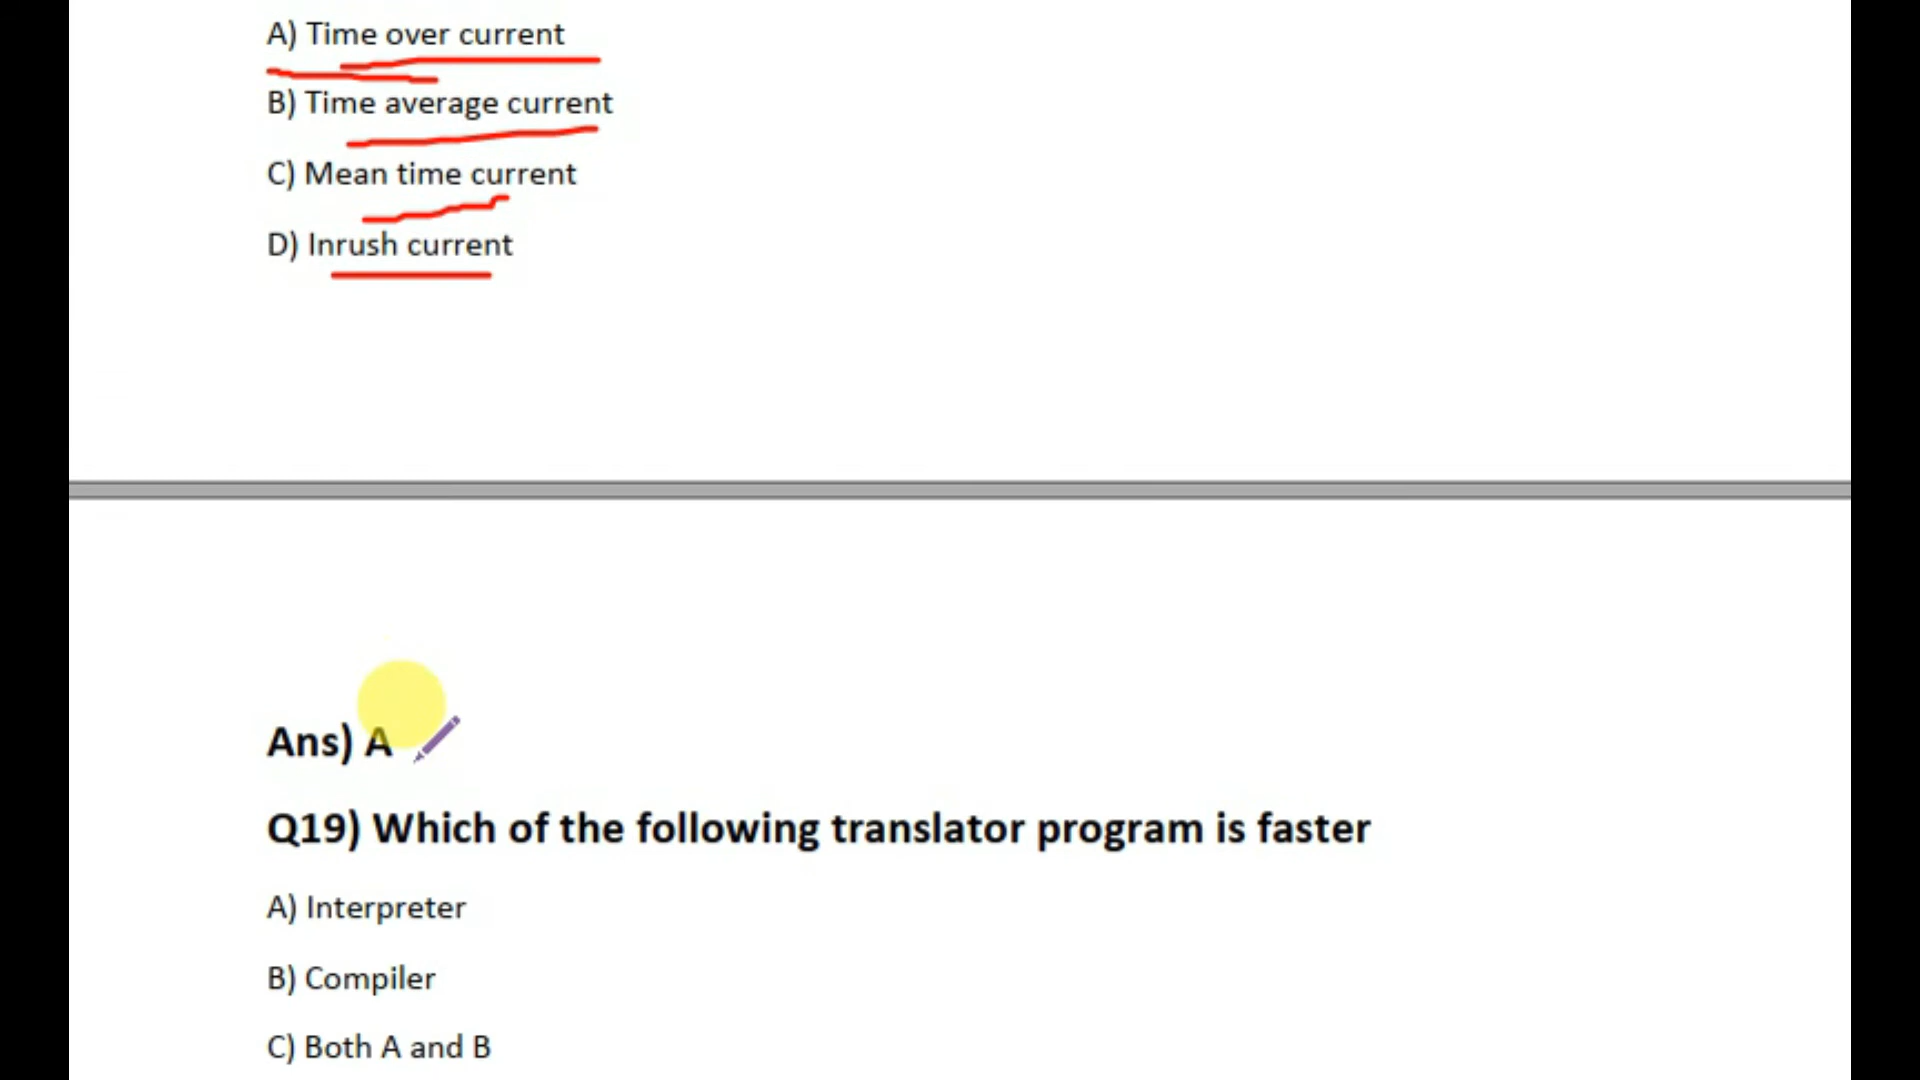 A) Time over current
B) Time average current
C) Mean time current
D) Inrush current
Ans) A
Q19) Which of the following translator program is faster
A) Interpreter
B) Compiler
C) Both A and B